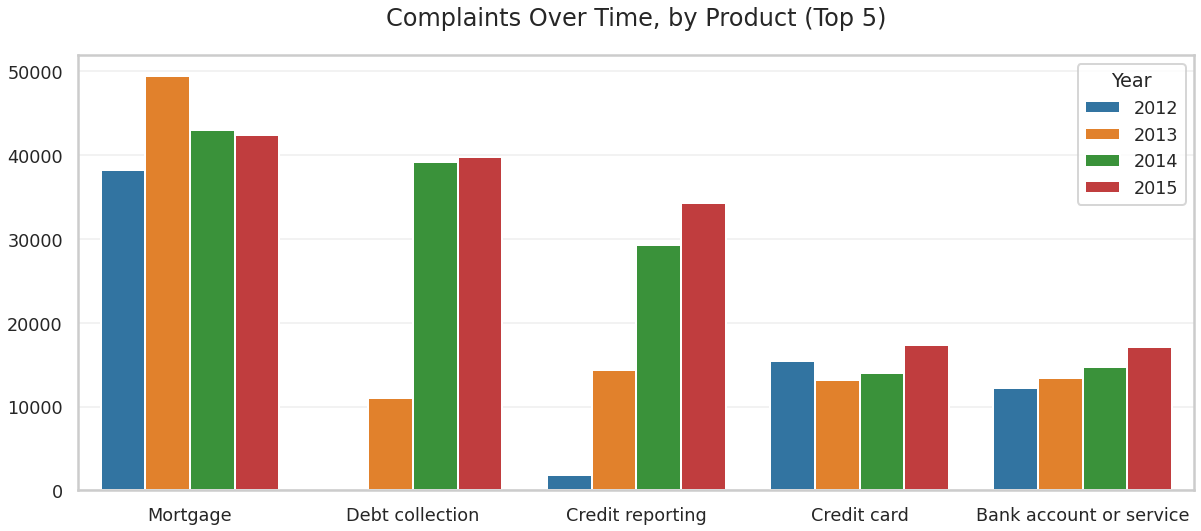 Complaints Over Time, by Product (Top 5)
50000
40000
30000
20000
10000
0
Year
2012
2013
2014
2015
Mortgage
Debt collection
Credit reporting
Credit card
Bank account or service